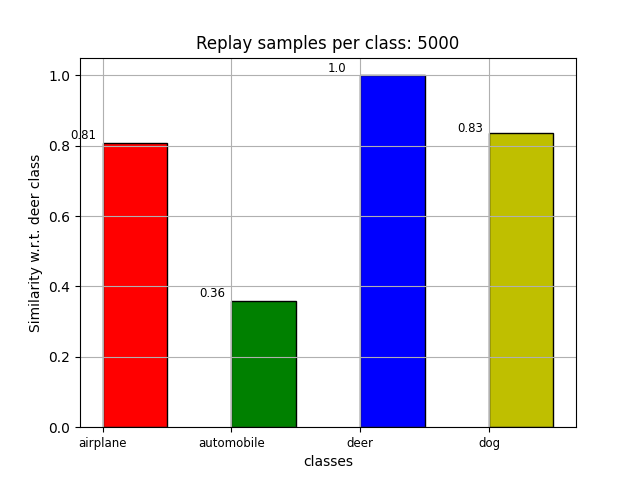 Replay samples per class: 5000
Similarity w.r.t. deer class
1.0
0.8
0.6
0.4
0.2
0.0
0.81
0.36
1.0
0.83
airplane
automobile
deer
dog
classes